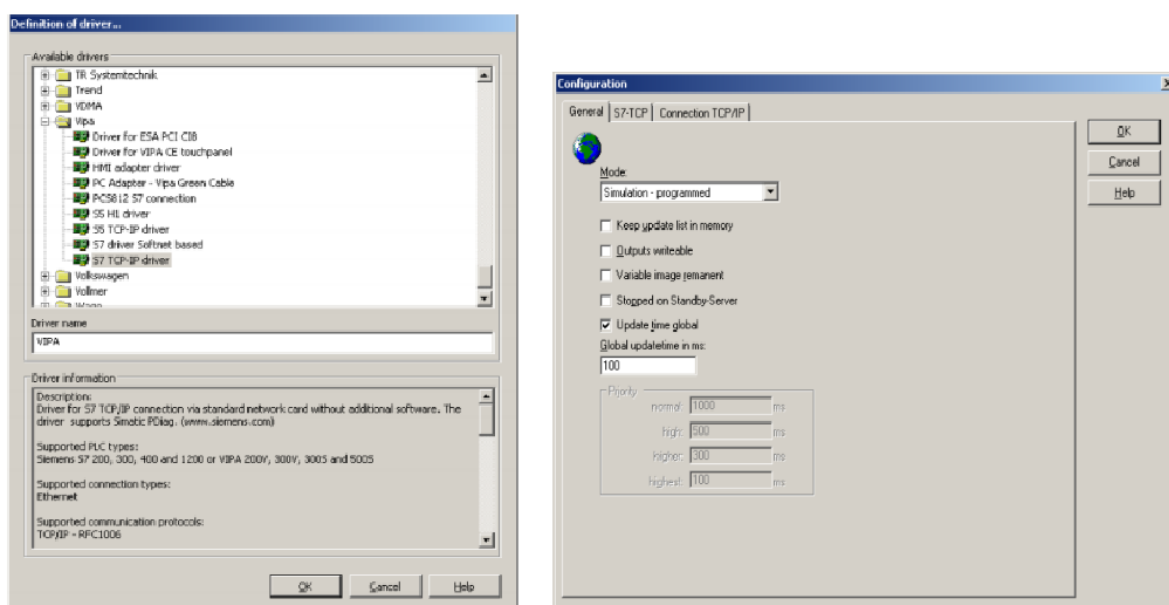 Definition of driver...
Available drivers
TR Systemtechnik
Trend
VDMA
Vipa
Driver for ESA PCI CIB
Driver for VIPA CE touchpanel
HMI adapter driver
PC Adapter - Vipa Green Cable
PCS812 S7 connection
S5 H1 driver
S5 TCP-IP driver
S7 driver Softnet based
S7 TCP-IP driver
Volkswagen
Vollmer
Driver name
VIPA
Driver information
Description:
Driver for S7 TCP/IP connection via standard network card without additional software. The
driver supports Simatic PDiag. (www.siemens.com)
Supported PLC types:
Siemens S7 200, 300, 400 and 1200 or VIPA 200V, 300V, 300S and 500S
Supported connection types:
Ethernet
Supported communication protocols:
TCP/IP - RFC1006
OK
Cancel
Help
Configuration
General
S7-TCP
Connection TCP/IP
OK
Cancel
Help
Mode:
Simulation - programmed
Keep update list in memory
Outputs writeable
Variable image remanent
Stopped on Standby-Server
Update time global
Global updatetime in ms:
100
Priority
normal: 1000 ms
high: 500 ms
higher: 300 ms
highest: 100 ms